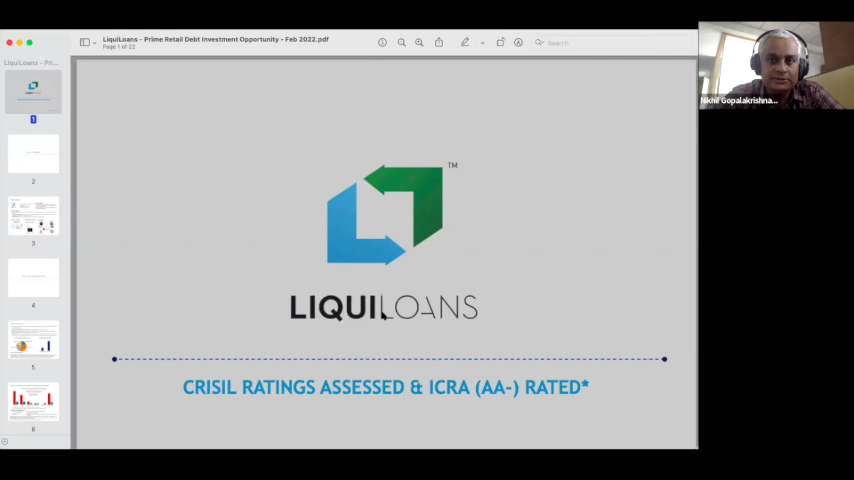 LiquiLoans - Prime Retail Debt Investment Opportunity - Feb 2022.pdf
Page 1 of 22
Search
LiquiLoans - Pri...
1
2
3
4
5
6
TM
LIQUILOANS
CRISIL RATINGS ASSESSED & ICRA (AA-) RATED*
Nikhil Gopalakrishna...